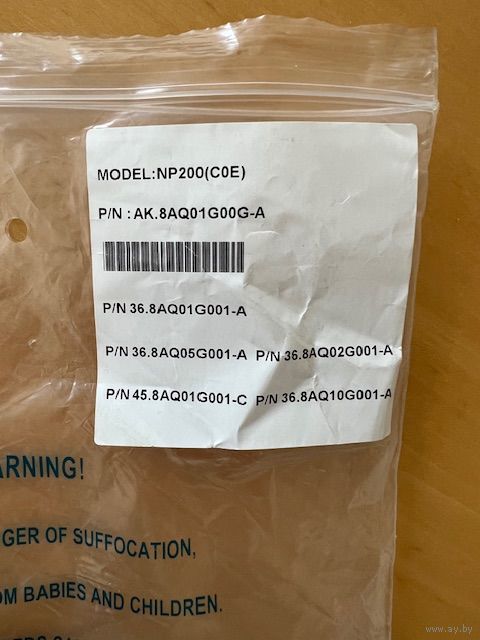 MODEL:NP200(C0E)
P/N : AK.8AQ01G00G-A
P/N 36.8AQ01G001-A
P/N 36.8AQ05G001-A P/N 36.8AQ02G001-A
P/N 45.8AQ01G001-C P/N 36.8AQ10G001-A
ARNING!
GER OF SUFFOCATION,
OM BABIES AND CHILDREN.
www.ay.by